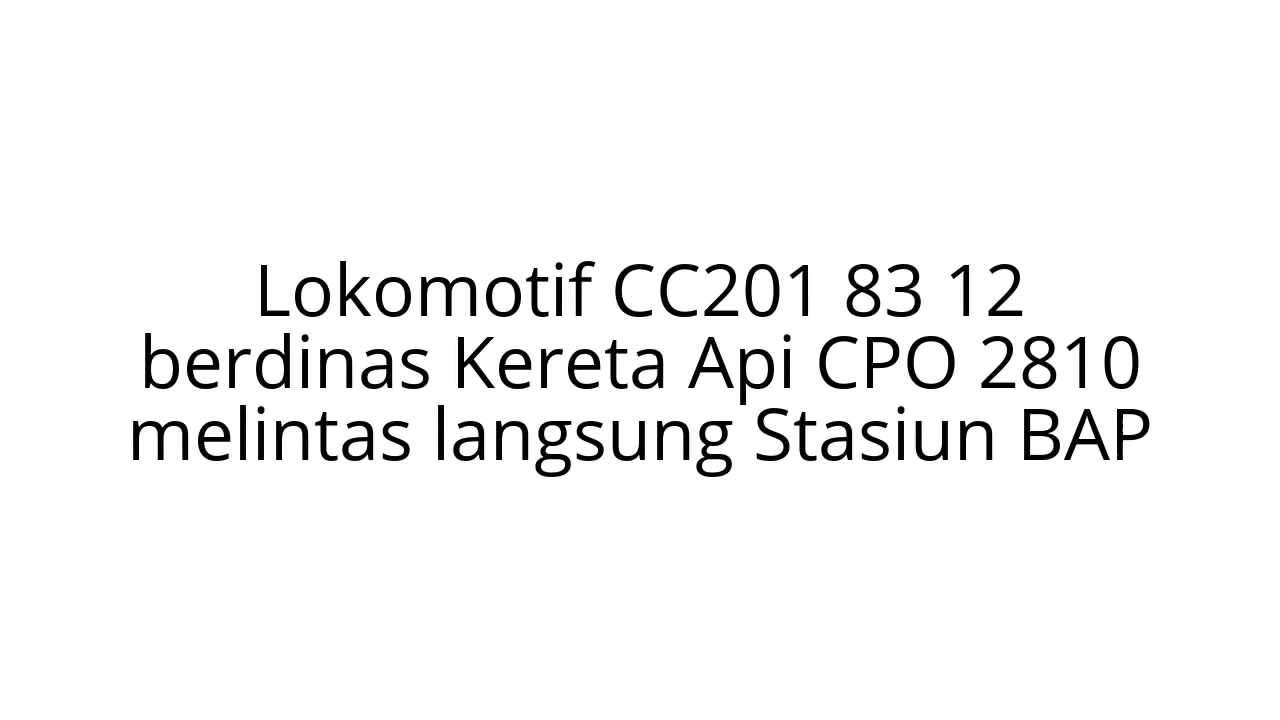 Lokomotif CC201 83 12
berdinas Kereta Api CPO 2810
melintas langsung Stasiun BAP